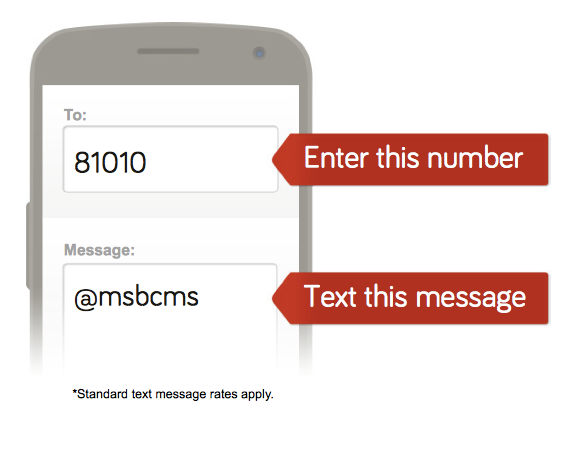 To:
81010
Enter this number
Message:
@msbcms
Text this message
*Standard text message rates apply.